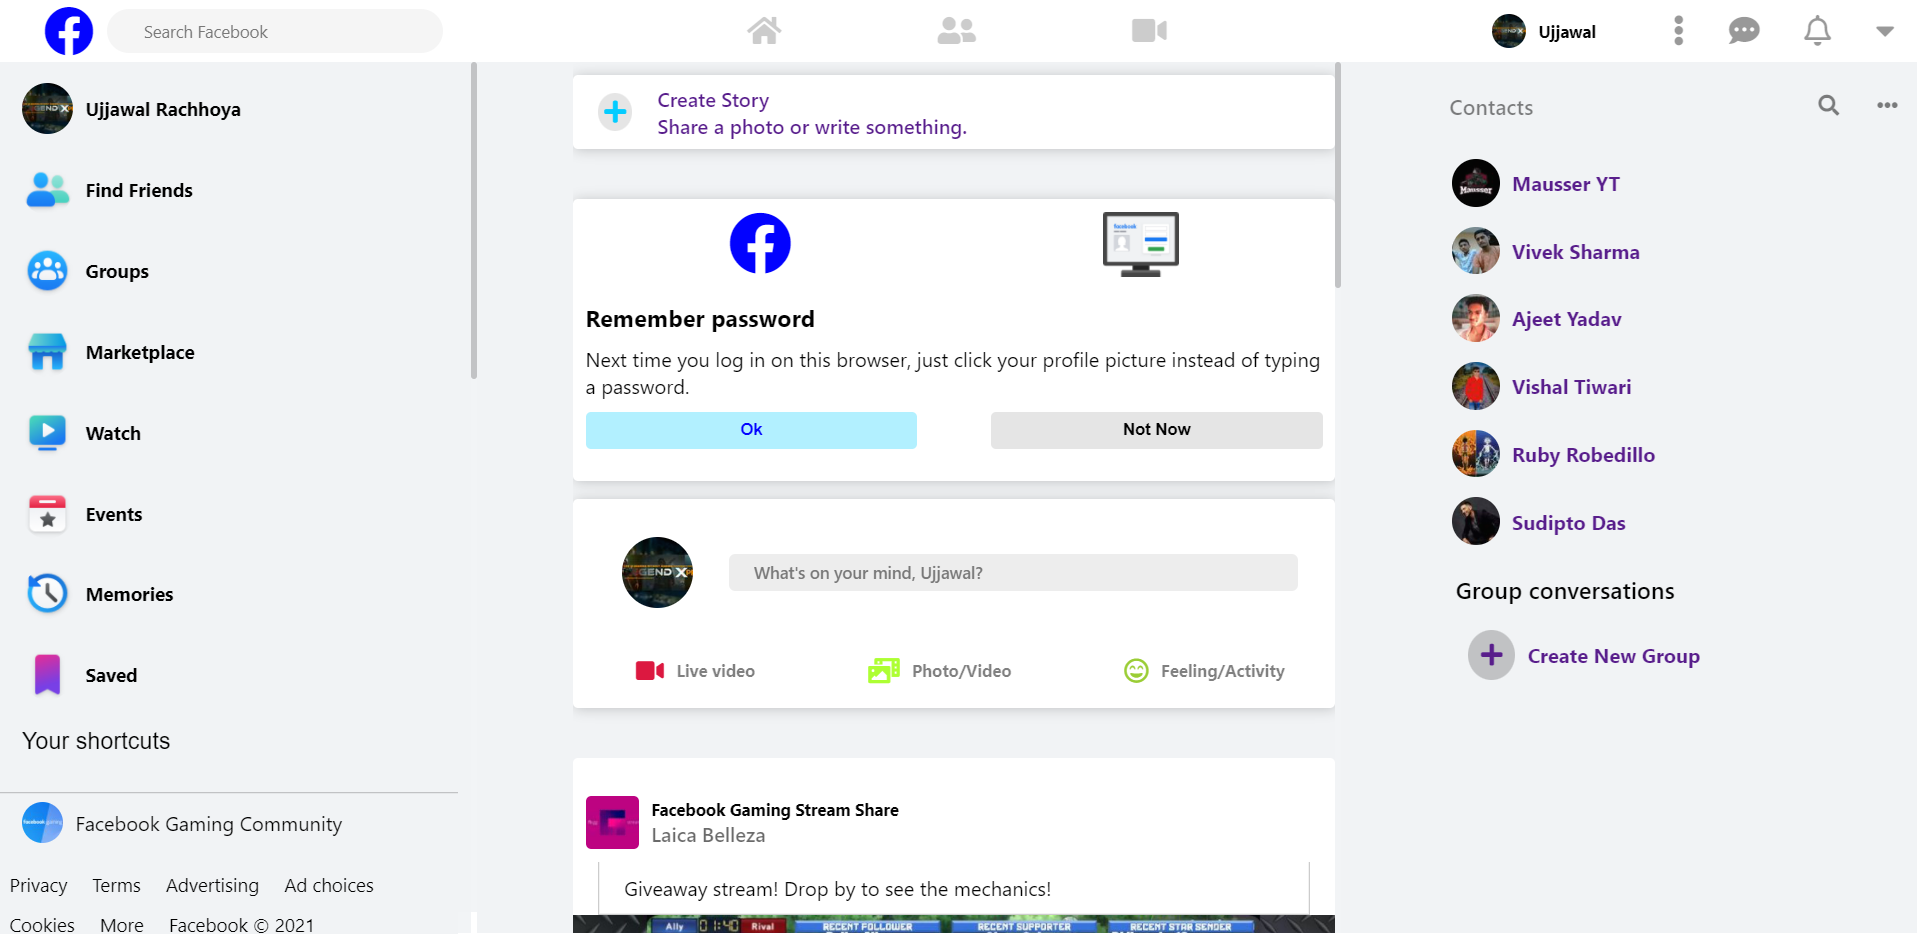 Search Facebook
Ujjawal
Ujjawal Rachhoya
Find Friends
Groups
Marketplace
Watch
Events
Memories
Saved
Your shortcuts
Facebook Gaming Community
Privacy Terms Advertising Ad choices
Cookies More Facebook © 2021
Create Story
Share a photo or write something.
facebook
Remember password
Next time you log in on this browser, just click your profile picture instead of typing
a password.
Ok
Not Now
GEND X
What's on your mind, Ujjawal?
Live video
Photo/Video
Feeling/Activity
Facebook Gaming Stream Share
Laica Belleza
Giveaway stream! Drop by to see the mechanics!
Ally 01:40 Rival
RECENT FOLLOWER
RECENT SUPPORTER
RECENT STAR SENDER
Contacts
Mausser
Mausser YT
Vivek Sharma
Ajeet Yadav
Vishal Tiwari
Ruby Robedillo
Sudipto Das
Group conversations
Create New Group